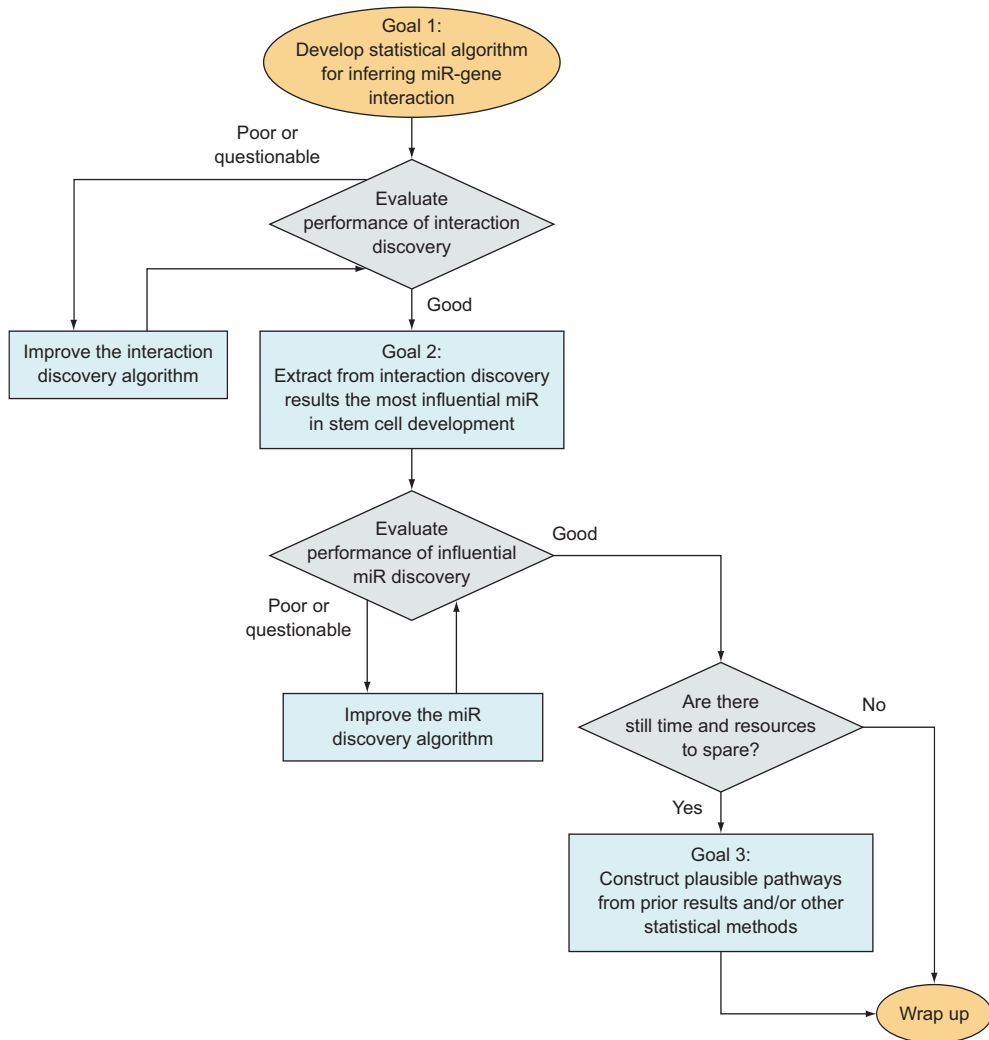 Goal 1:
Develop statistical algorithm
for inferring miR-gene
interaction
Poor or
questionable
Evaluate
performance of interaction
discovery
Good
Improve the interaction
discovery algorithm
Goal 2:
Extract from interaction discovery
results the most influential miR
in stem cell development
Evaluate
performance of influential
miR discovery
Good
Poor or
questionable
Improve the miR
discovery algorithm
Are there
still time and resources
to spare?
No
Yes
Goal 3:
Construct plausible pathways
from prior results and/or other
statistical methods
Wrap up